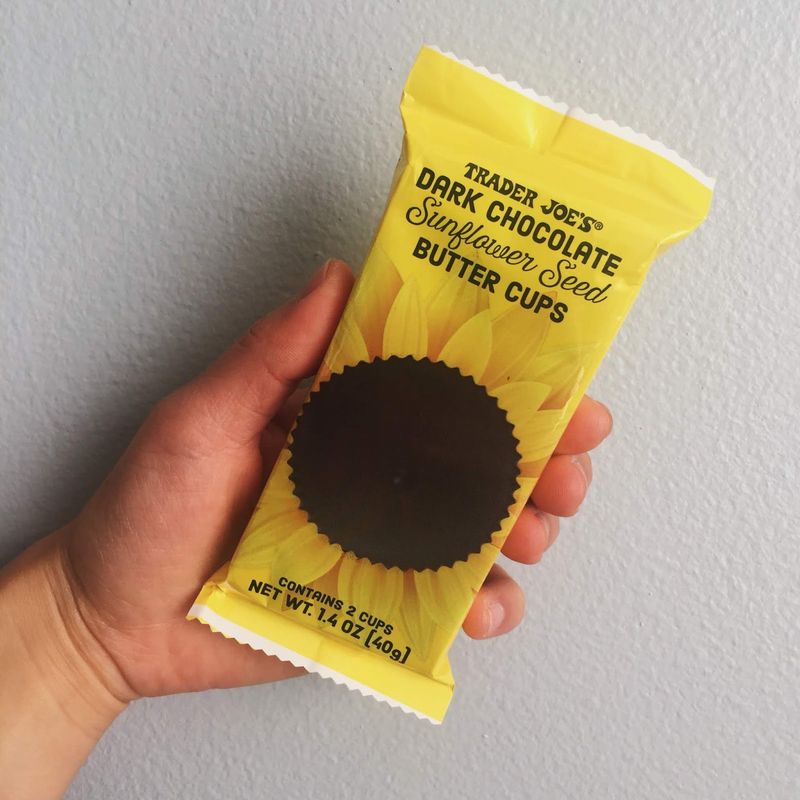 TRADER JOE'S®
DARK CHOCOLATE
Sunflower Seed
BUTTER CUPS
CONTAINS 2 CUPS
NET WT. 1.4 OZ [40g]